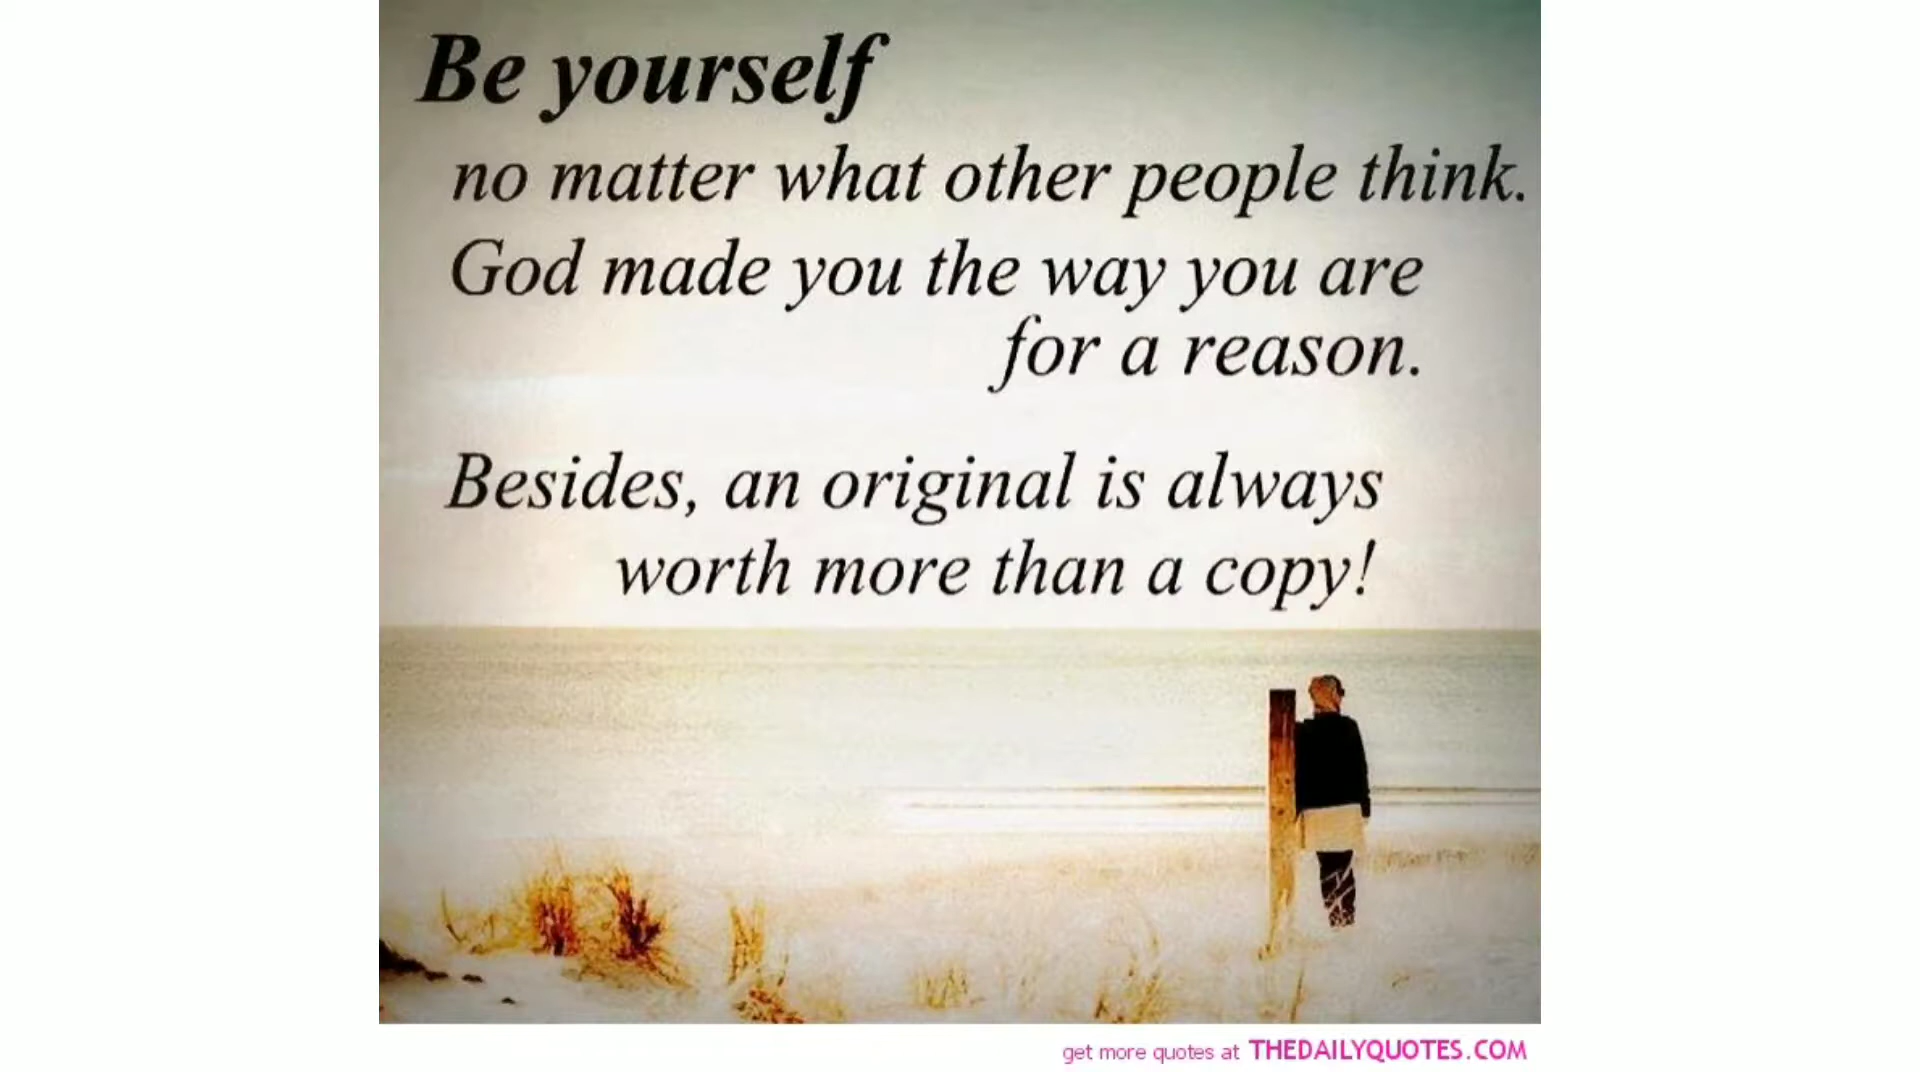 Be yourself
no matter what other people think.
God made you the way you are
for a reason.
Besides, an original is always
worth more than a copy!
get more quotes at THEDAILYQUOTES.COM